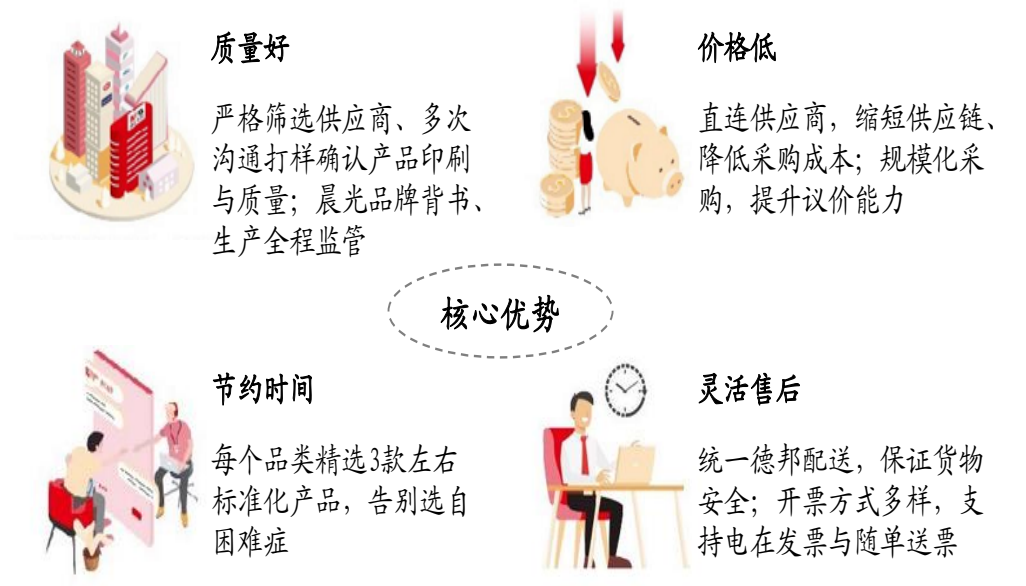 质量好
严格筛选供应商、多次
沟通打样确认产品印刷
与质量；晨光品牌背书、
生产全程监管
价格低
直连供应商，缩短供应链、
降低采购成本；规模化采
购，提升议价能力
核心优势
节约时间
每个品类精选3款左右
标准化产品，告别选自
困难症
灵活售后
统一德邦配送，保证货物
安全；开票方式多样，支
持电在发票与随单送票